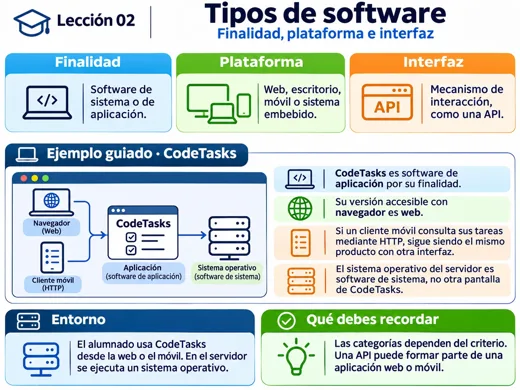 Lección 02
Tipos de software
Finalidad, plataforma e interfaz
Finalidad
Software de
sistema o de
aplicación.
Plataforma
Web, escritorio,
móvil o sistema
embebido.
Interfaz
API
Mecanismo de
interacción,
como una API.
Ejemplo guiado · CodeTasks
Navegador
(Web)
Cliente móvil
(HTTP)
CodeTasks
Aplicación
(software de aplicación)
Sistema operativo
(software de sistema)
CodeTasks es software de
aplicación por su finalidad.
Su versión accesible con
navegador es web.
Si un cliente móvil consulta sus tareas
mediante HTTP, sigue siendo el mismo
producto con otra interfaz.
El sistema operativo del servidor es
software de sistema, no otra pantalla
de CodeTasks.
Entorno
El alumnado usa CodeTasks
desde la web o el móvil. En el servidor
se ejecuta un sistema operativo.
Qué debes recordar
Las categorías dependen del criterio.
Una API puede formar parte de una
aplicación web o móvil.